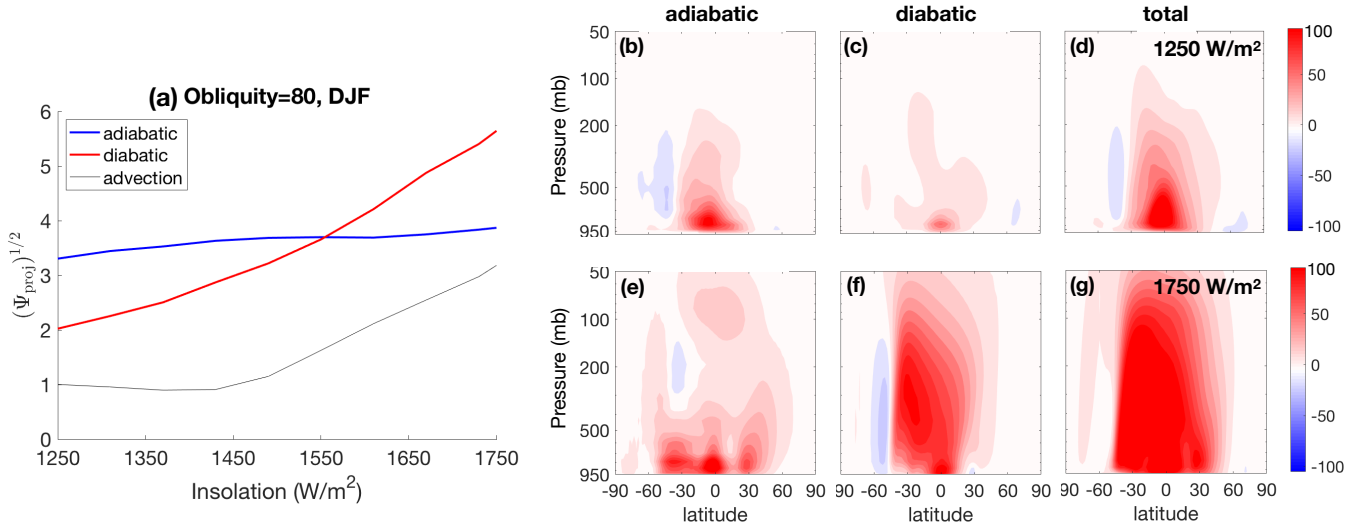 (a) Obliquity=80, DJF
adiabatic
diabatic
advection
6
5
4
3
2
1
0
(Ψproj)^1/2
1250 1350 1450 1550 1650 1750
Insolation (W/m²)
adiabatic diabatic total
(b) (c) (d) 1250 W/m²
50
100
200
500
950
Pressure (mb)
100
50
0
-50
-100
(e) (f) (g) 1750 W/m²
50
100
200
500
950
Pressure (mb)
100
50
0
-50
-100
-90 -60 -30 0 30 60 90 -90 -60 -30 0 30 60 90 -90 -60 -30 0 30 60 90
latitude latitude latitude